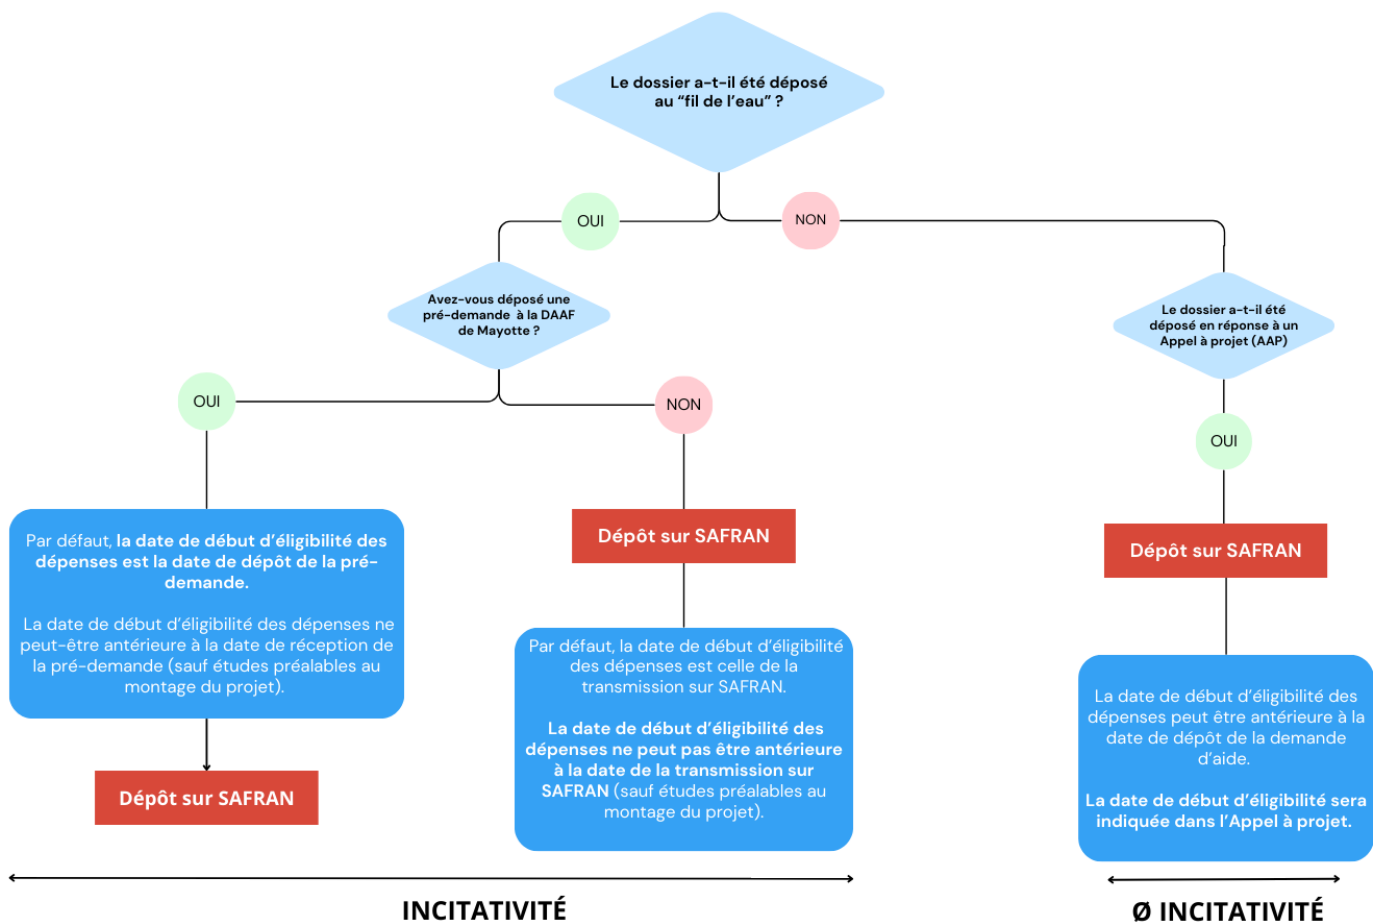 Le dossier a-t-il été déposé
au “fil de l’eau” ?
OUI
NON
Avez-vous déposé une
pré-demande à la DAAF
de Mayotte ?
Le dossier a-t-il été
déposé en réponse à un
Appel à projet (AAP)
OUI
NON
OUI
Par défaut, la date de début d’éligibilité des
dépenses est la date de dépôt de la pré-
demande.
La date de début d’éligibilité des dépenses ne
peut-être antérieure à la date de réception de
la pré-demande (sauf études préalables au
montage du projet).
Dépôt sur SAFRAN
Dépôt sur SAFRAN
Par défaut, la date de début d’éligibilité
des dépenses est celle de la
transmission sur SAFRAN.
La date de début d’éligibilité des
dépenses ne peut pas être antérieure
à la date de la transmission sur
SAFRAN (sauf études préalables au
montage du projet).
Dépôt sur SAFRAN
La date de début d’éligibilité des
dépenses peut être antérieure à la
date de dépôt de la demande
d’aide.
La date de début d’éligibilité sera
indiquée dans l’Appel à projet.
INCITATIVITÉ
Ø INCITATIVITÉ